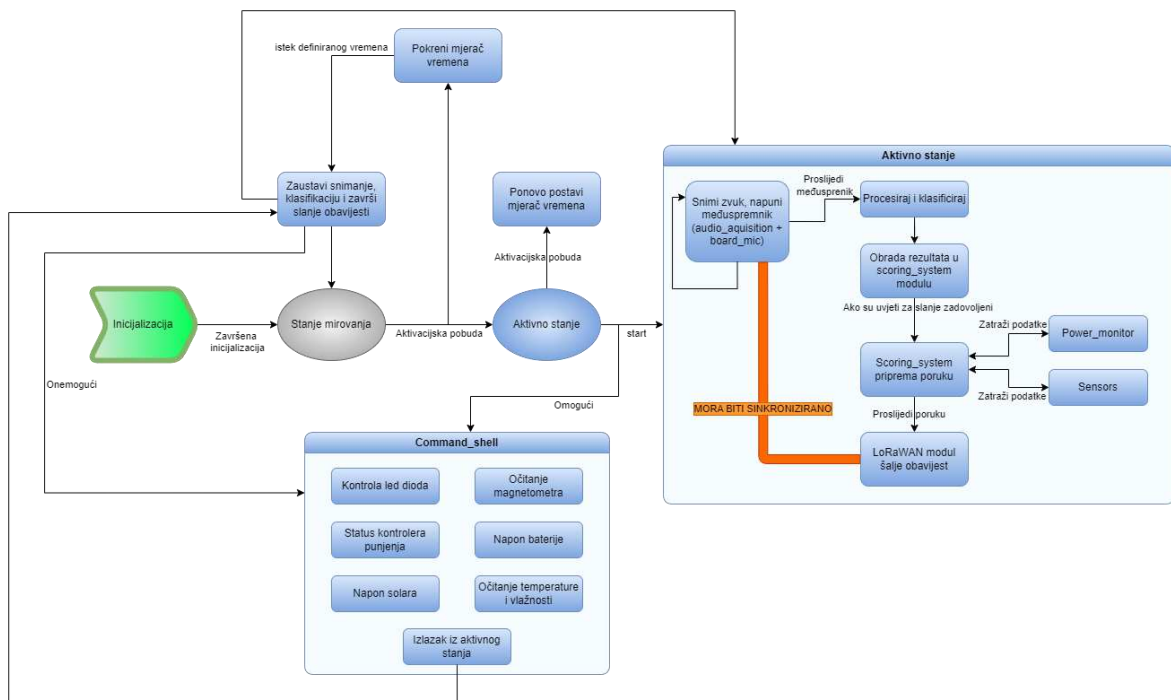 istek definiranog vremena
Pokreni mjerač
vremena
Zaustavi snimanje,
klasifikaciju i završi
slanje obavijesti
Ponovo postavi
mjerač vremena
Aktivacijska pobuda
Inicijalizacija
Završena
inicijalizacija
Stanje mirovanja
Aktivacijska pobuda
Aktivno stanje
start
Onemogući
Omogući
Aktivno stanje
Snimi zvuk, napuni
međuspremnik
(audio_aquisition +
board_mic)
Proslijedi
međusprenik
Procesiraj i klasificiraj
Obrada rezultata u
scoring_system
modulu
Ako su uvjeti za slanje zadovoljeni
Scoring_system
priprema poruku
Zatraži podatke
Power_monitor
Zatraži podatke
Sensors
MORA BITI SINKRONIZIRANO
Proslijedi poruku
LoRaWAN modul
šalje obavijest
Command_shell
Kontrola led dioda
Očitanje
magnetometra
Status kontrolera
punjenja
Napon baterije
Napon solara
Očitanje temperature
i vlažnosti
Izlazak iz aktivnog
stanja